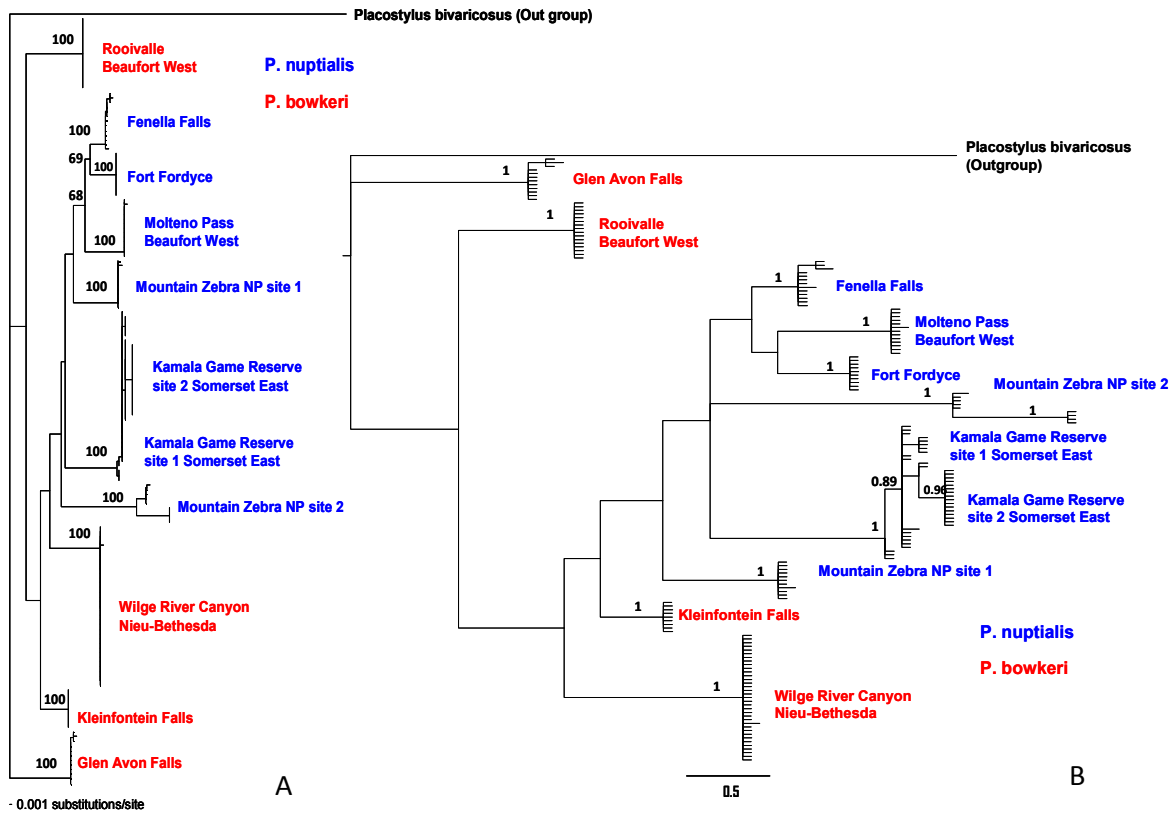 Placostylus bivaricosus (Out group)
100
Rooivalle
Beaufort West
P. nuptialis
P. bowkeri
100
Fenella Falls
69
100
Fort Fordyce
68
Molteno Pass
Beaufort West
100
100
Mountain Zebra NP site 1
Kamala Game Reserve
site 2 Somerset East
Kamala Game Reserve
site 1 Somerset East
100
100
Mountain Zebra NP site 2
100
Wilge River Canyon
Nieu-Bethesda
100
Kleinfontein Falls
100
Glen Avon Falls
A
- 0.001 substitutions/site
Placostylus bivaricosus
(Outgroup)
1
Glen Avon Falls
1
Rooivalle
Beaufort West
1
Fenella Falls
1
Molteno Pass
Beaufort West
1
Fort Fordyce
Mountain Zebra NP site 2
1
1
Kamala Game Reserve
site 1 Somerset East
0.89
Kamala Game Reserve
site 2 Somerset East
1
1
Mountain Zebra NP site 1
1
Kleinfontein Falls
P. nuptialis
P. bowkeri
1
Wilge River Canyon
Nieu-Bethesda
0.5
B